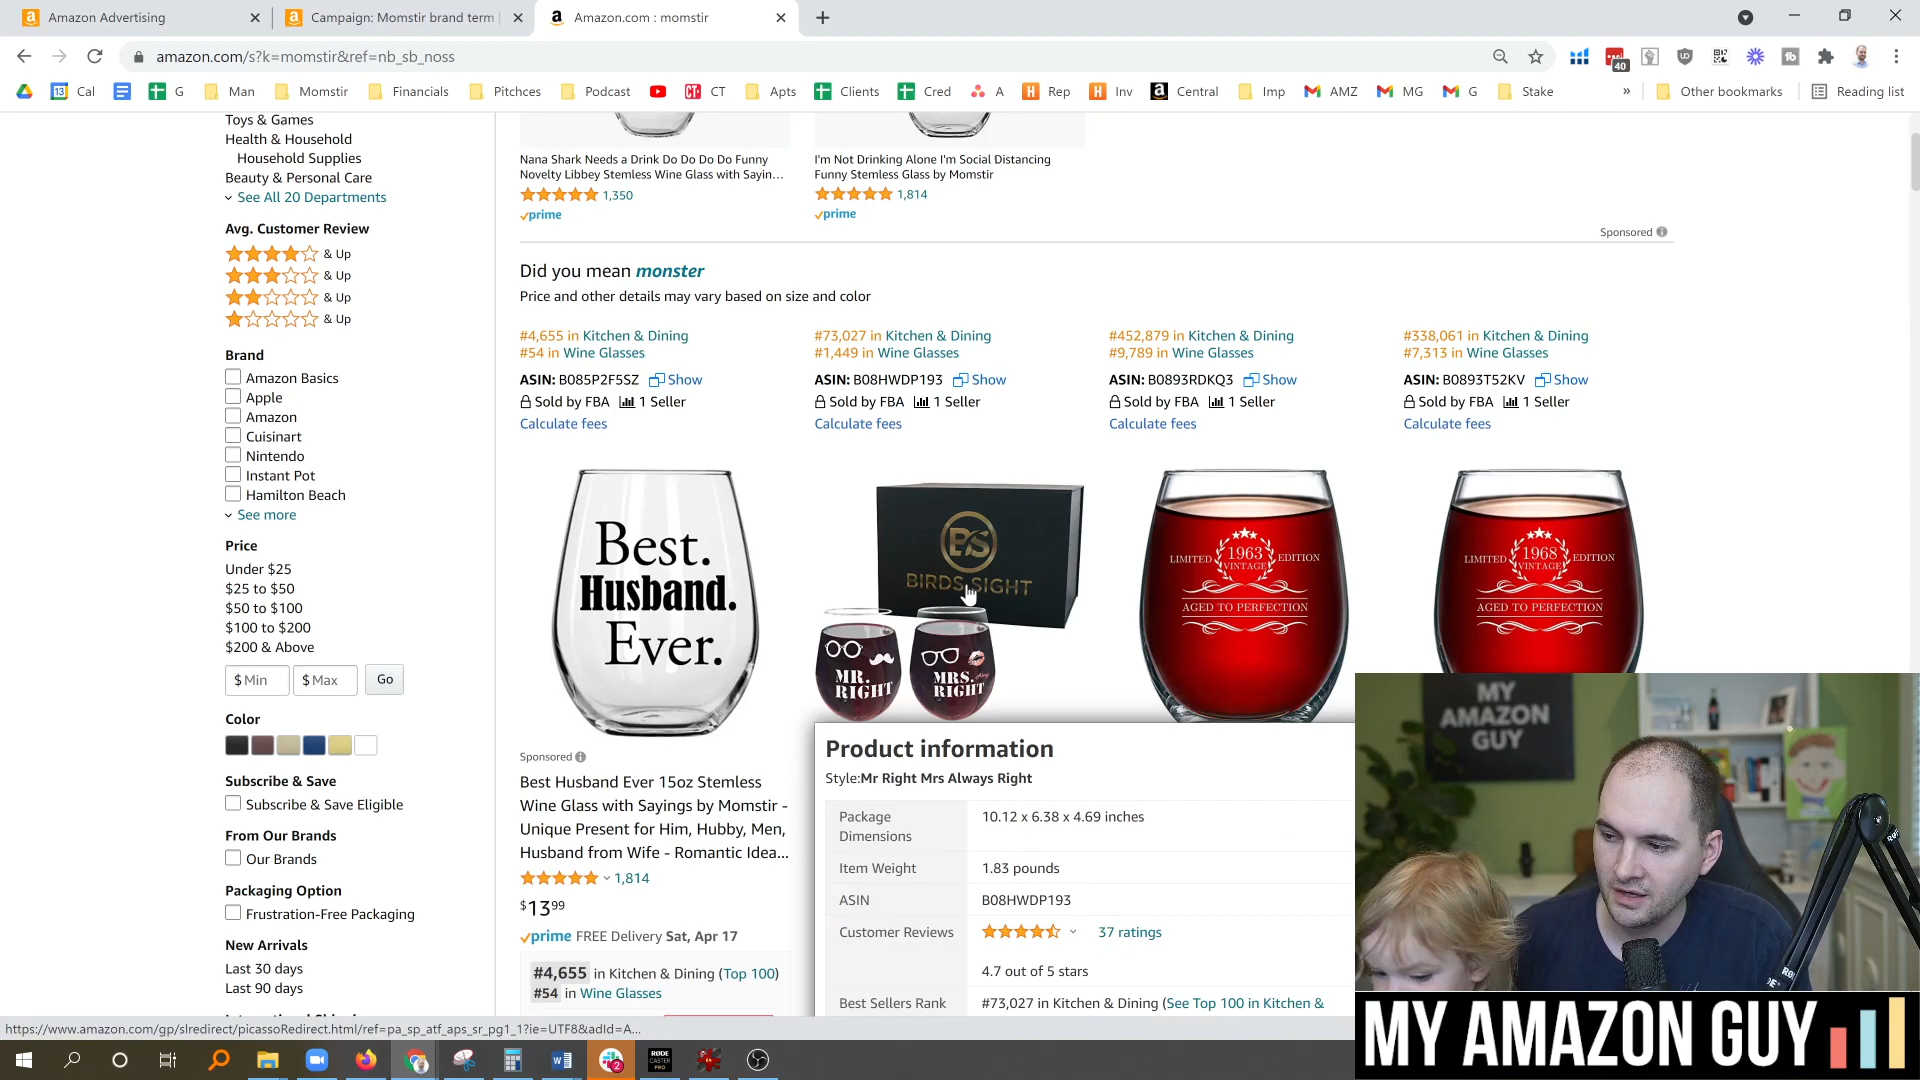 Amazon Advertising
Campaign: Momstir brand term |
Amazon.com : momstir
amazon.com/s?k=momstir&ref=nb_sb_noss
40
13 Cal
G
Man
Momstir
Financials
Pitchces
Podcast
CT
Apts
Clients
Cred
A
Rep
Inv
Central
Imp
AMZ
MG
G
Stake
»
Other bookmarks
Reading list
Toys & Games
Health & Household
Household Supplies
Beauty & Personal Care
See All 20 Departments
Avg. Customer Review
& Up
& Up
& Up
& Up
Brand
Amazon Basics
Apple
Amazon
Cuisinart
Nintendo
Instant Pot
Hamilton Beach
See more
Price
Under $25
$25 to $50
$50 to $100
$100 to $200
$200 & Above
$ Min
$ Max
Go
Color
Subscribe & Save
Subscribe & Save Eligible
From Our Brands
Our Brands
Packaging Option
Frustration-Free Packaging
New Arrivals
Last 30 days
Last 90 days
Nana Shark Needs a Drink Do Do Do Do Funny
Novelty Libbey Stemless Wine Glass with Sayin...
1,350
prime
I'm Not Drinking Alone I'm Social Distancing
Funny Stemless Glass by Momstir
1,814
prime
Sponsored
Did you mean monster
Price and other details may vary based on size and color
#4,655 in Kitchen & Dining
#54 in Wine Glasses
ASIN: B085P2F5SZ Show
Sold by FBA 1 Seller
Calculate fees
#73,027 in Kitchen & Dining
#1,449 in Wine Glasses
ASIN: B08HWDP193 Show
Sold by FBA 1 Seller
Calculate fees
#452,879 in Kitchen & Dining
#9,789 in Wine Glasses
ASIN: B0893RDKQ3 Show
Sold by FBA 1 Seller
Calculate fees
#338,061 in Kitchen & Dining
#7,313 in Wine Glasses
ASIN: B0893T52KV Show
Sold by FBA 1 Seller
Calculate fees
Best.
Husband.
Ever.
BS
BIRDS SIGHT
MR.
RIGHT
MRS.
RIGHT
LIMITED 1963 EDITION
VINTAGE
AGED TO PERFECTION
LIMITED 1968 EDITION
VINTAGE
AGED TO PERFECTION
Sponsored
Best Husband Ever 15oz Stemless
Wine Glass with Sayings by Momstir -
Unique Present for Him, Hubby, Men,
Husband from Wife - Romantic Idea...
1,814
$13 99
prime FREE Delivery Sat, Apr 17
#4,655 in Kitchen & Dining (Top 100)
#54 in Wine Glasses
Product information
Style:Mr Right Mrs Always Right
Package
Dimensions
10.12 x 6.38 x 4.69 inches
Item Weight
1.83 pounds
ASIN
B08HWDP193
Customer Reviews
37 ratings
4.7 out of 5 stars
Best Sellers Rank
#73,027 in Kitchen & Dining (See Top 100 in Kitchen &
MY
AMAZON
GUY
RØDE
MY AMAZON GUY
https://www.amazon.com/gp/slredirect/picassoRedirect.html/ref=pa_sp_atf_aps_sr_pg1_1?ie=UTF8&adId=A...
2
RØDE
CASTER
PRO